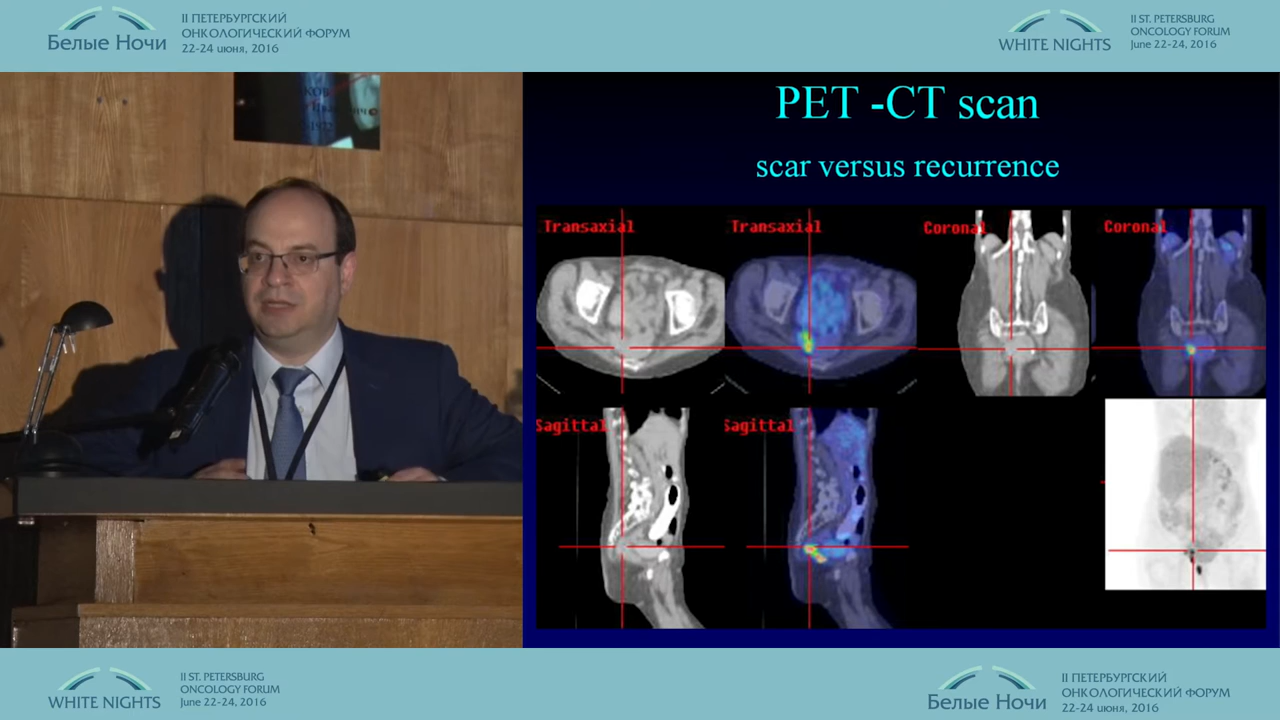 Белые Ночи
II ПЕТЕРБУРГСКИЙ
ОНКОЛОГИЧЕСКИЙ ФОРУМ
22-24 июня, 2016
WHITE NIGHTS
II ST. PETERSBURG
ONCOLOGY FORUM
June 22-24, 2016
PET -CT scan
scar versus recurrence
Transaxial
Transaxial
Coronal
Coronal
Sagittal
Sagittal
WHITE NIGHTS
II ST. PETERSBURG
ONCOLOGY FORUM
June 22-24, 2016
Белые Ночи
II ПЕТЕРБУРГСКИЙ
ОНКОЛОГИЧЕСКИЙ ФОРУМ
22-24 июня, 2016